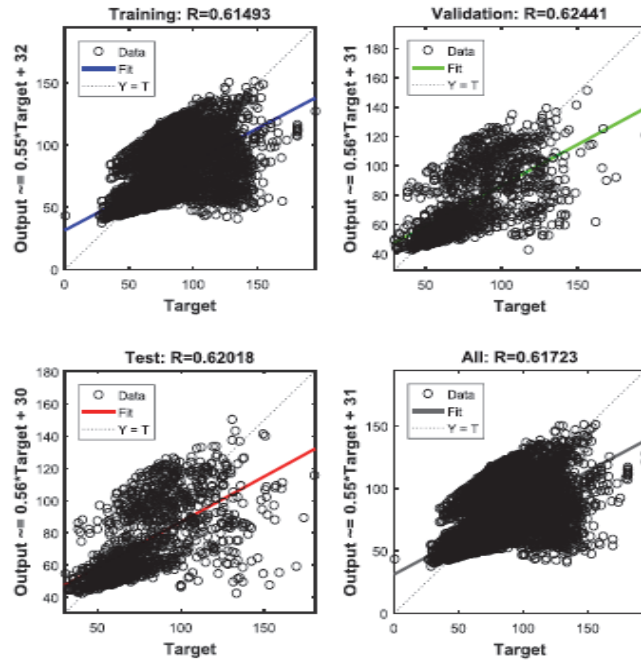 Training: R=0.61493
Output ~= 0.55*Target + 32
150
100
50
0
Data
Fit
Y = T
0
50
100
150
Target
Validation: R=0.62441
Output ~= 0.56*Target + 31
180
160
140
120
100
80
60
40
Data
Fit
Y = T
50
100
150
Target
Test: R=0.62018
Output ~= 0.56*Target + 30
180
160
140
120
100
80
60
40
Data
Fit
Y = T
50
100
150
Target
All: R=0.61723
Output ~= 0.55*Target + 31
150
100
50
0
Data
Fit
Y = T
0
50
100
150
Target